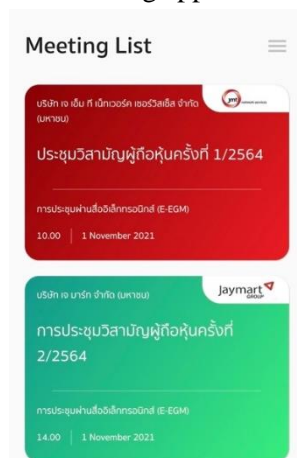 Meeting List
บริษัท เจ เอ็ม ที เน็ทเวอร์ค เซอร์วิสเซ็ส จำกัด
(มหาชน)
jmt
ประชุมวิสามัญผู้ถือหุ้นครั้งที่ 1/2564
การประชุมผ่านสื่ออิเล็กทรอนิกส์ (E-EGM)
10.00 | 1 November 2021
บริษัท เจ มาร์ท จำกัด (มหาชน)
Jaymart
GROUP
การประชุมวิสามัญผู้ถือหุ้นครั้งที่
2/2564
การประชุมผ่านสื่ออิเล็กทรอนิกส์ (E-EGM)
14.00 | 1 November 2021